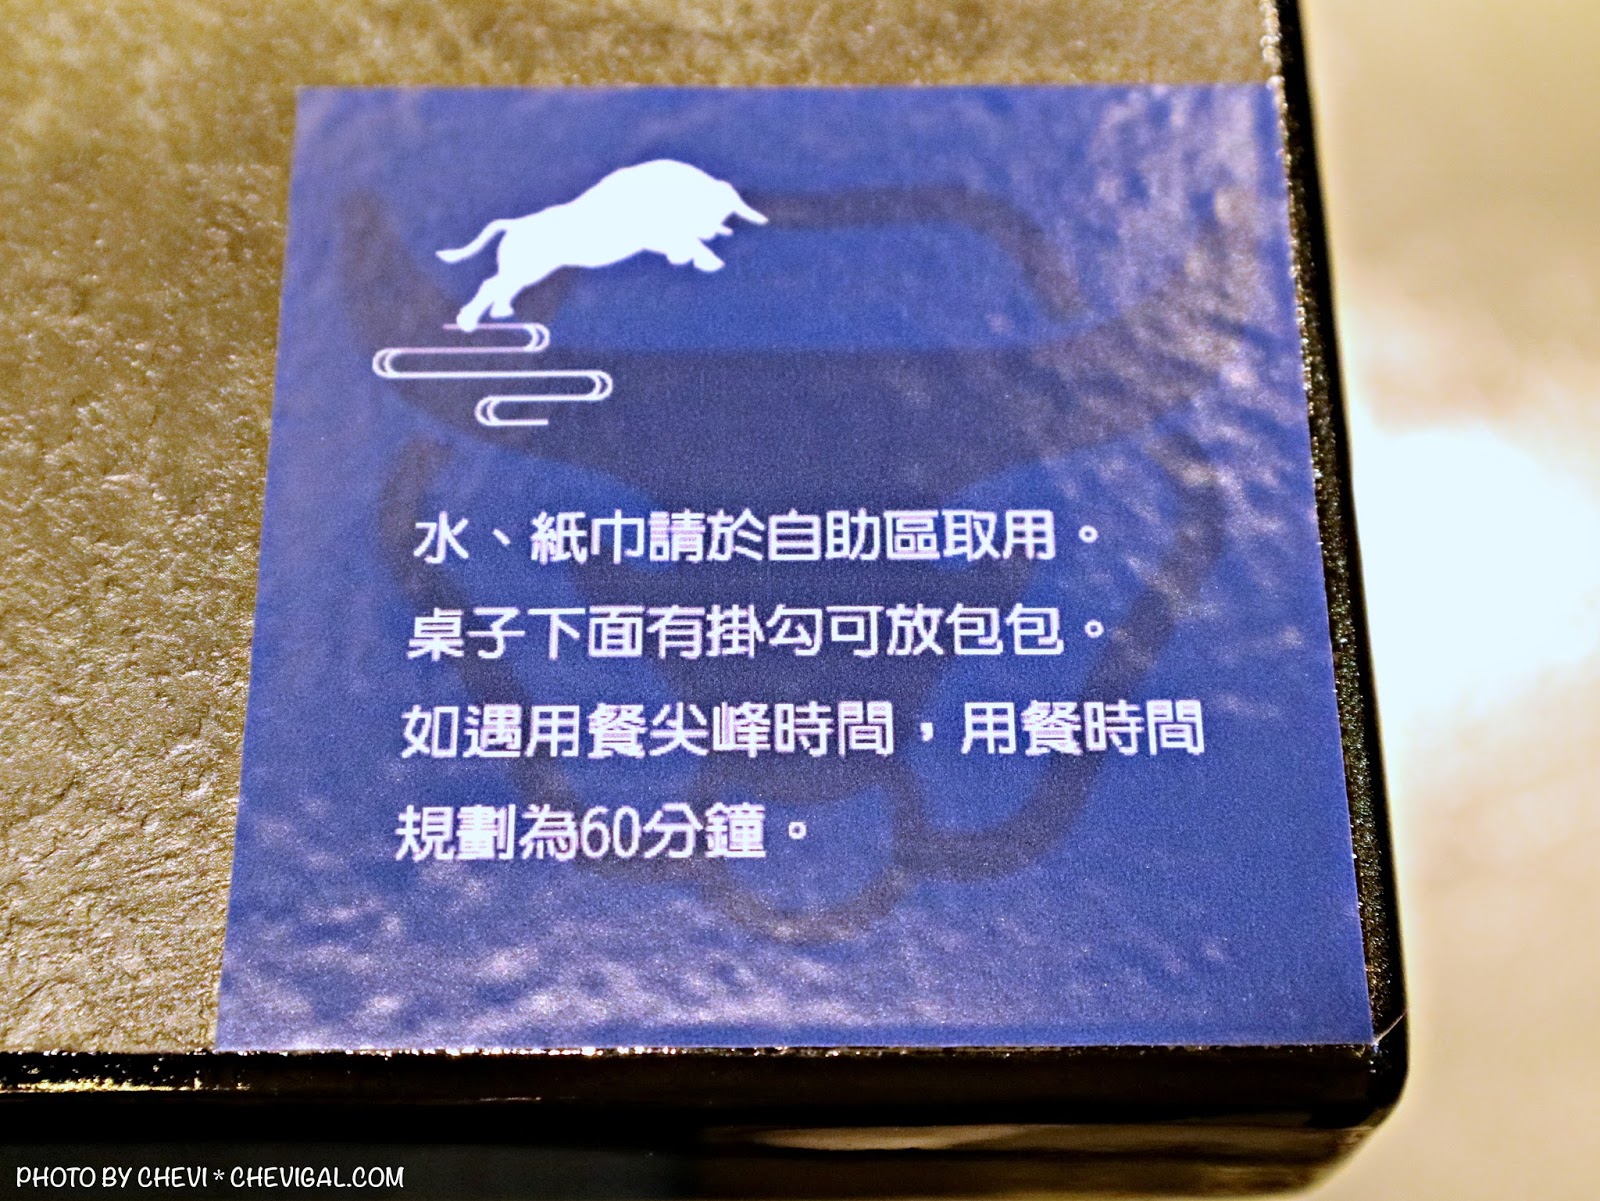 水、紙巾請於自助區取用。
桌子下面有掛勾可放包包。
如遇用餐尖峰時間，用餐時間
規劃為60分鐘。
PHOTO BY CHEVI * CHEVIGAL.COM